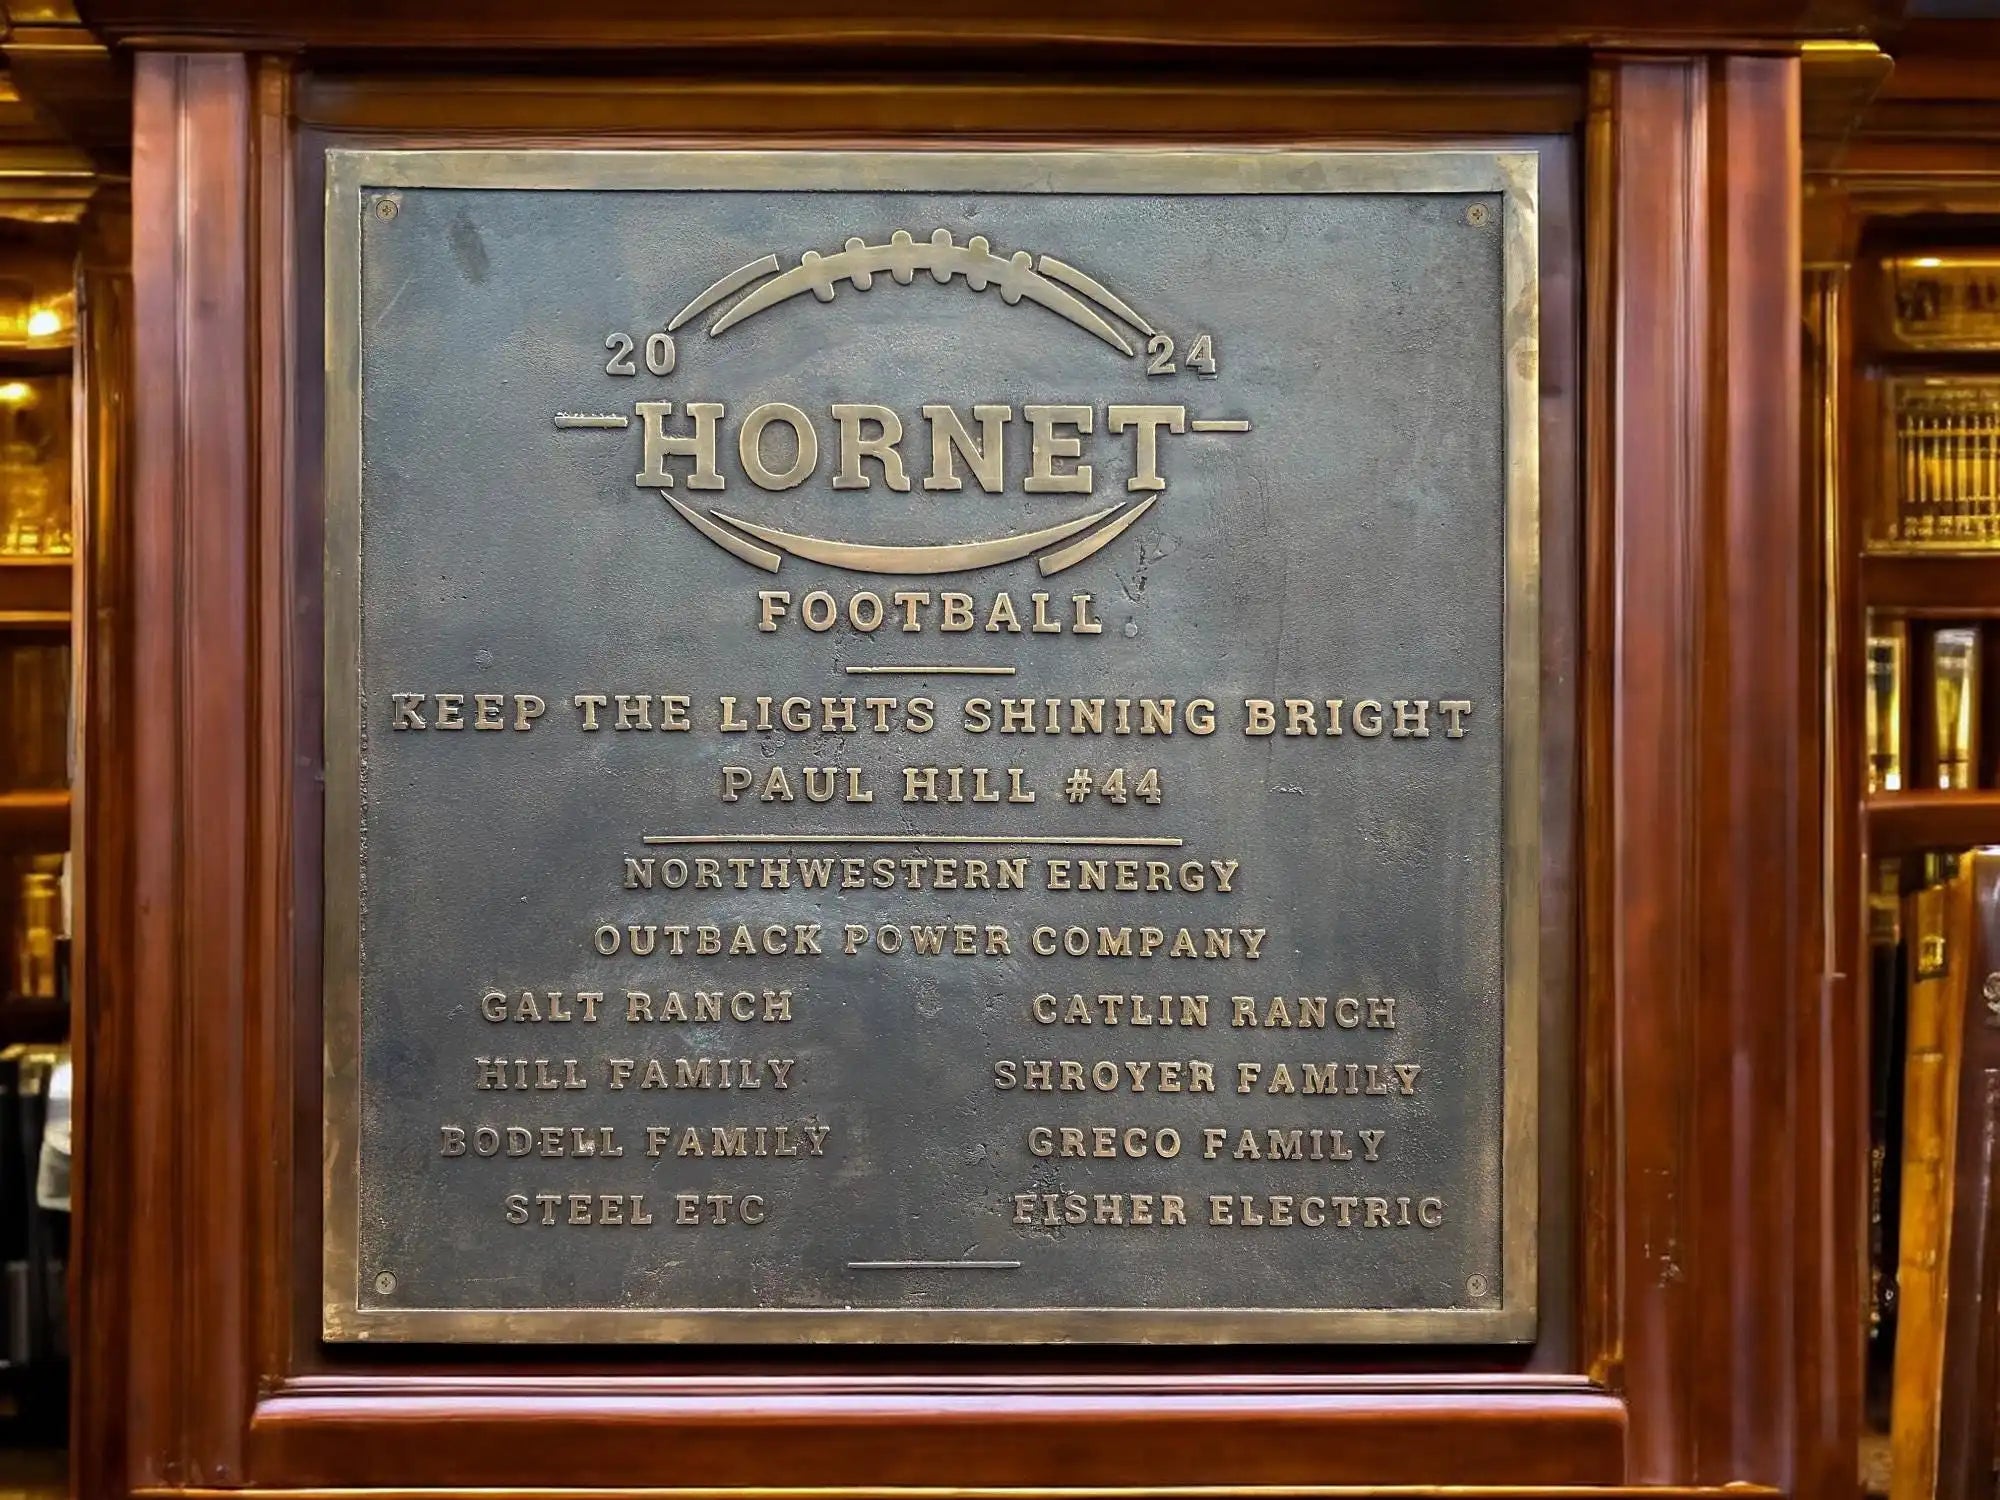 20 24
HORNET
FOOTBALL
KEEP THE LIGHTS SHINING BRIGHT
PAUL HILL #44
NORTHWESTERN ENERGY
OUTBACK POWER COMPANY
GALT RANCH CATLIN RANCH
HILL FAMILY SHROYER FAMILY
BODELL FAMILY GRECO FAMILY
STEEL ETC FISHER ELECTRIC